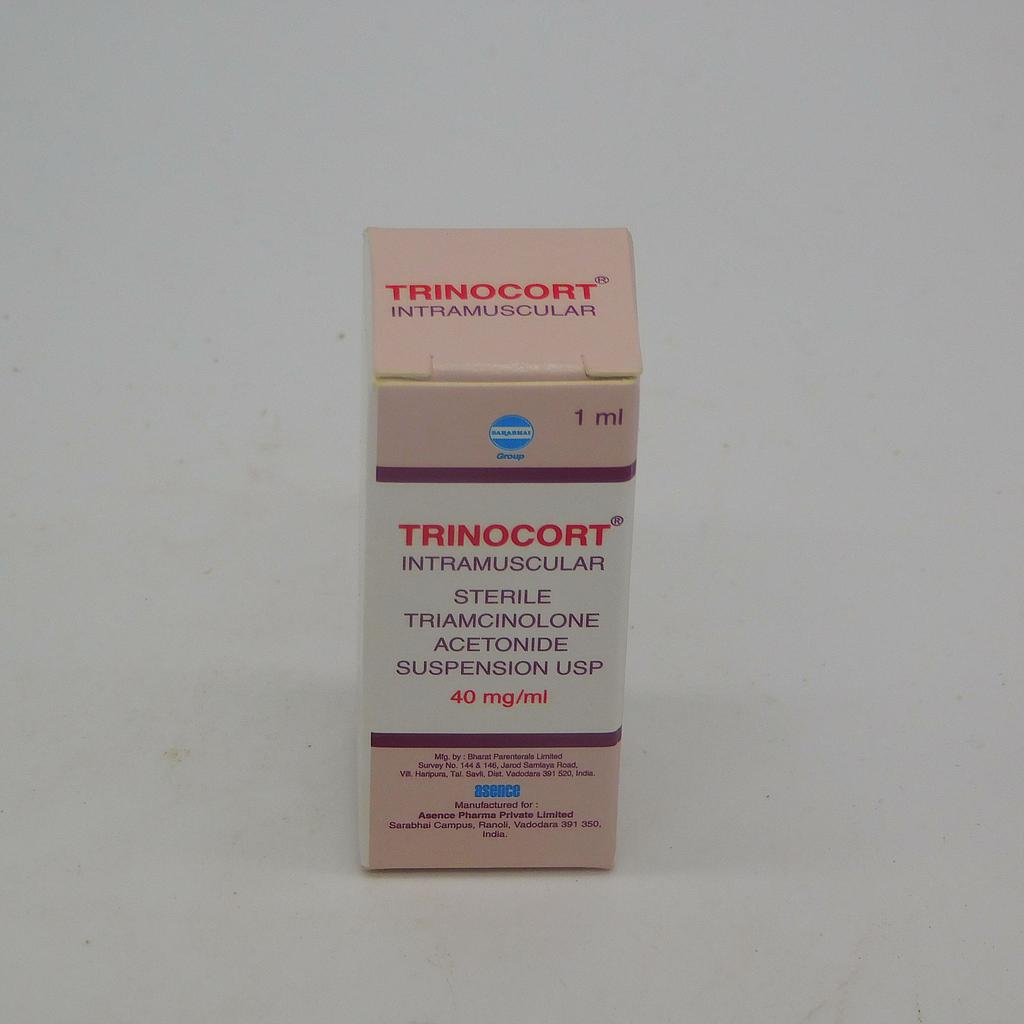 TRINOCORT®
INTRAMUSCULAR
1 ml
SARABHAI
Group
TRINOCORT®
INTRAMUSCULAR
STERILE
TRIAMCINOLONE
ACETONIDE
SUSPENSION USP
40 mg/ml
Mfg. by : Bharat Parenterals Limited
Survey No. 144 & 146, Jarod Samlaya Road,
Vill. Haripura, Tal. Savli, Dist. Vadodara 391 520, India.
asence
Manufactured for :
Asence Pharma Private Limited
Sarabhai Campus, Ranoli, Vadodara 391 350,
India.